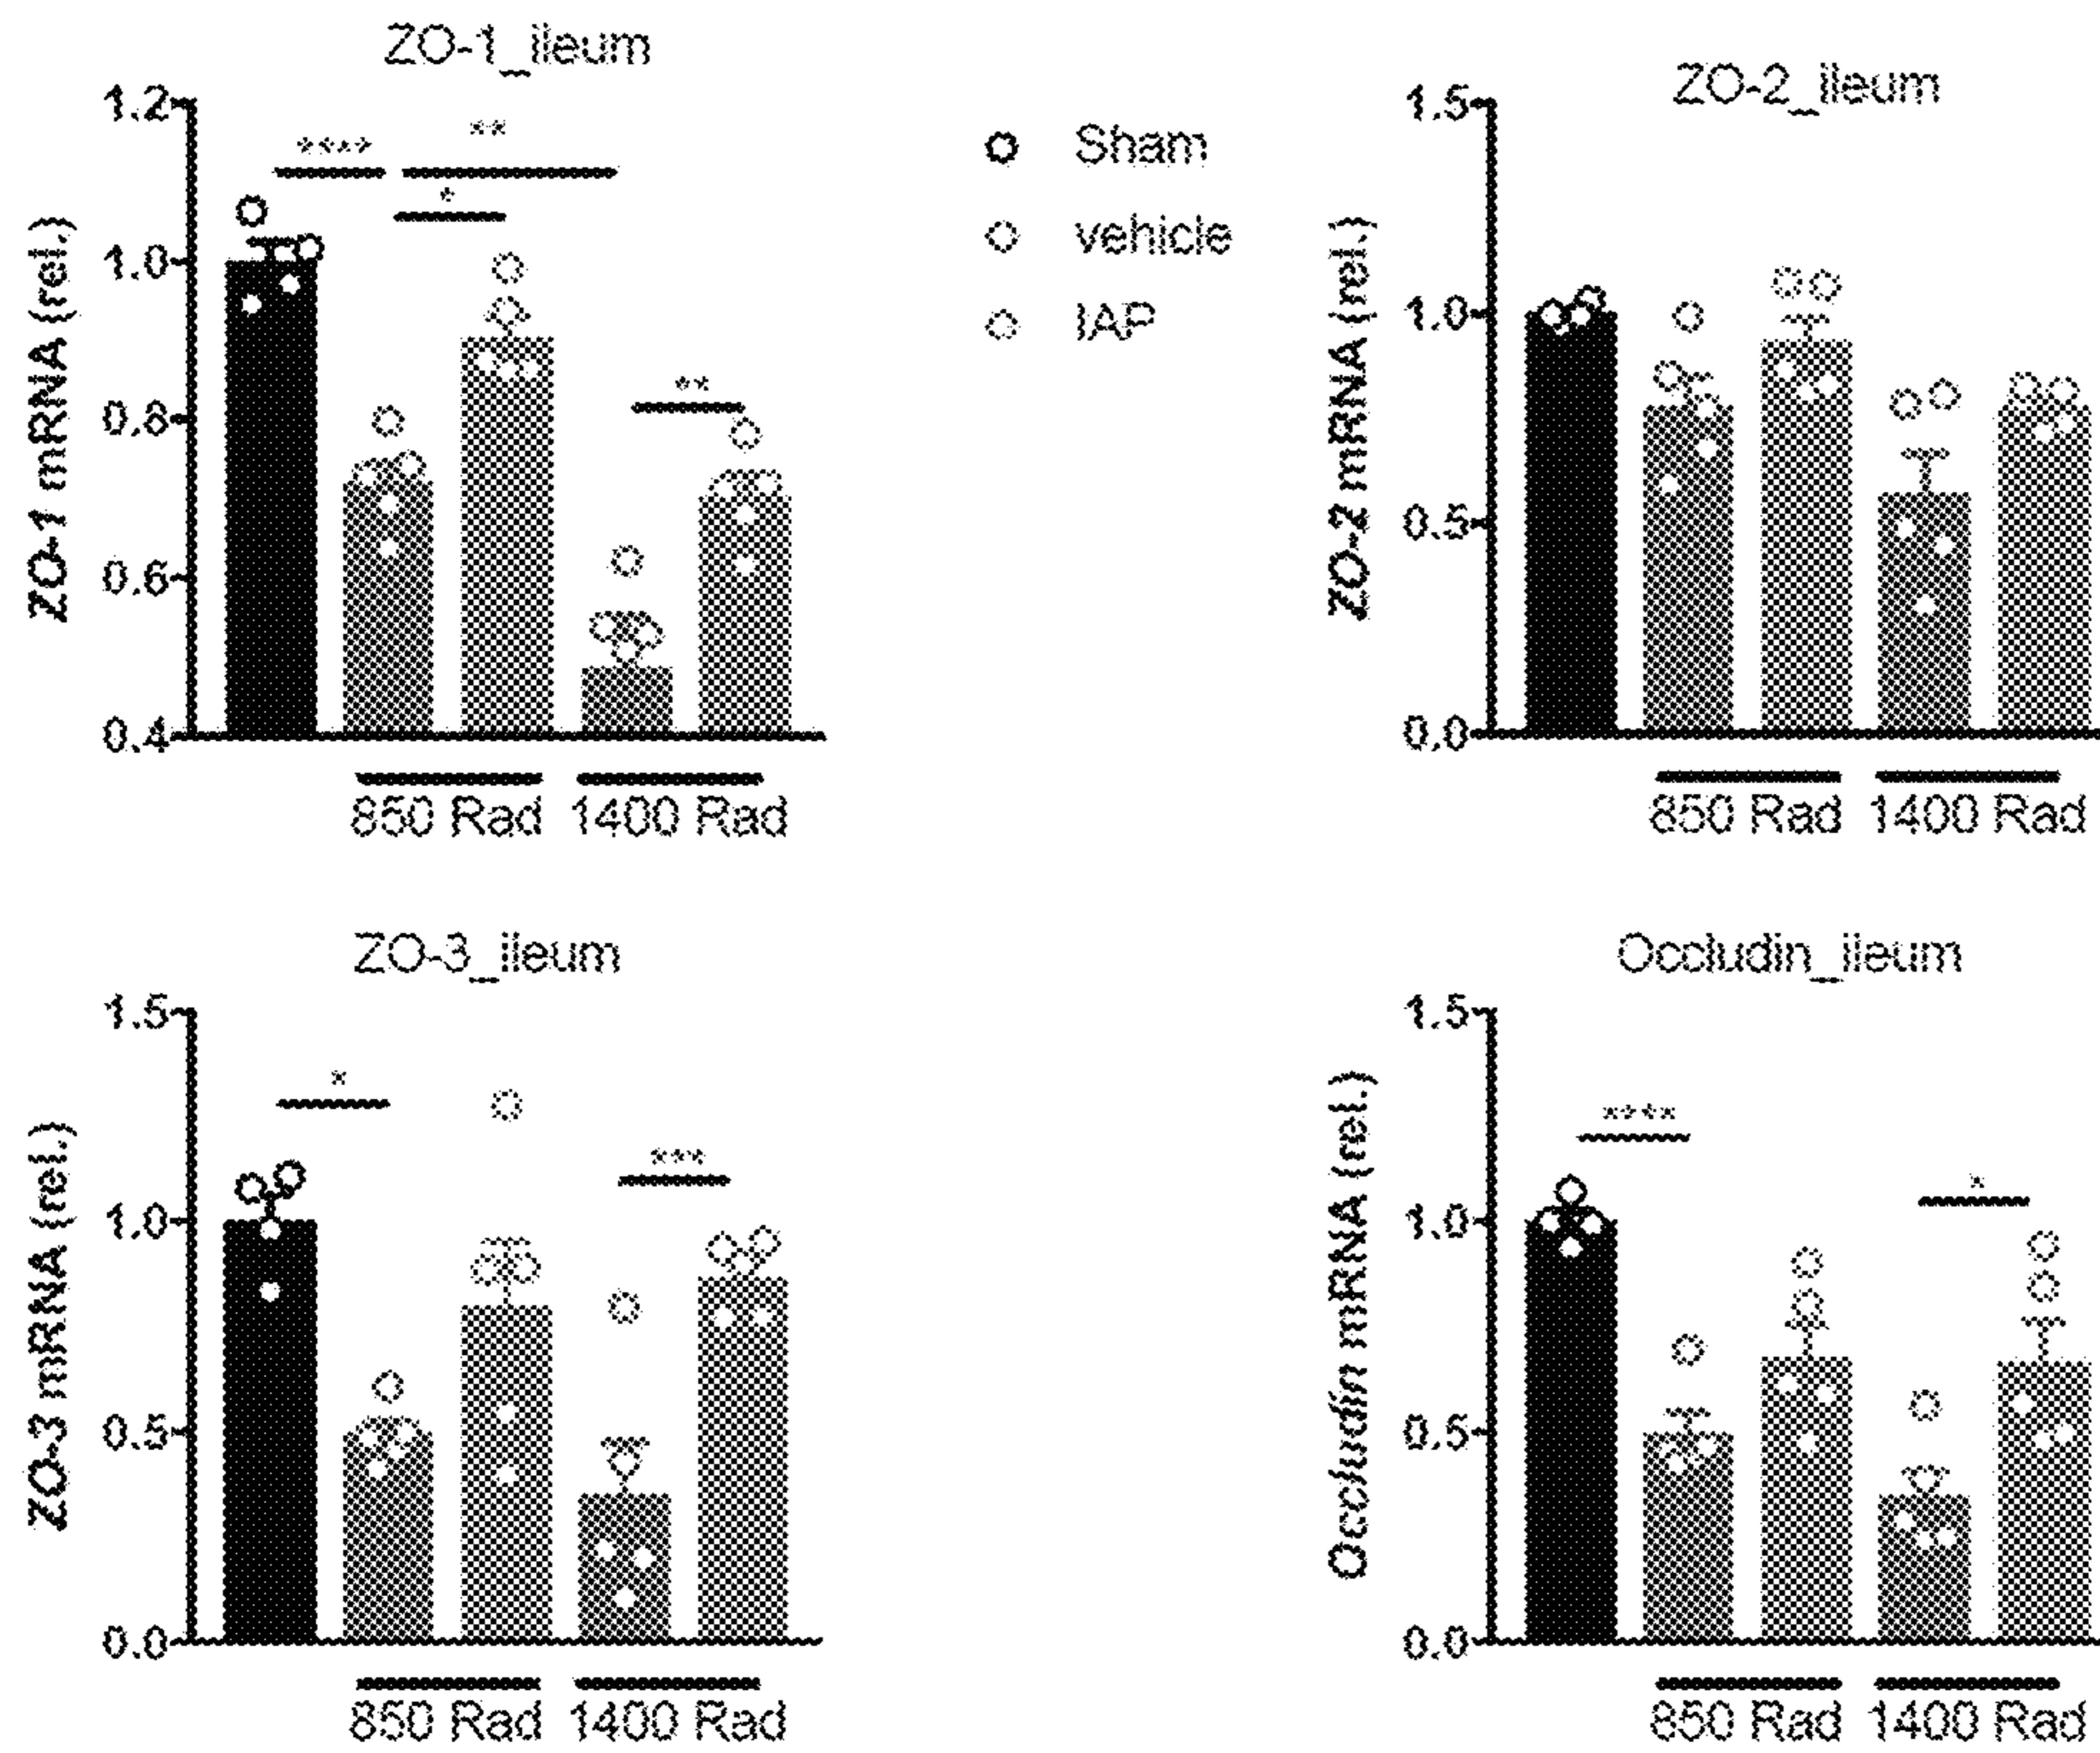 ZO-1_ileum
ZO-1 mRNA (rel.)
1.2
1.0
0.8
0.6
0.4
****
**
*
**
850 Rad
1400 Rad
Sham
vehicle
IAP
ZO-2_ileum
ZO-2 mRNA (rel.)
1.5
1.0
0.5
0.0
850 Rad
1400 Rad
ZO-3_ileum
ZO-3 mRNA (rel.)
1.5
1.0
0.5
0.0
*
***
850 Rad
1400 Rad
Occludin_ileum
Occludin mRNA (rel.)
1.5
1.0
0.5
0.0
****
*
850 Rad
1400 Rad